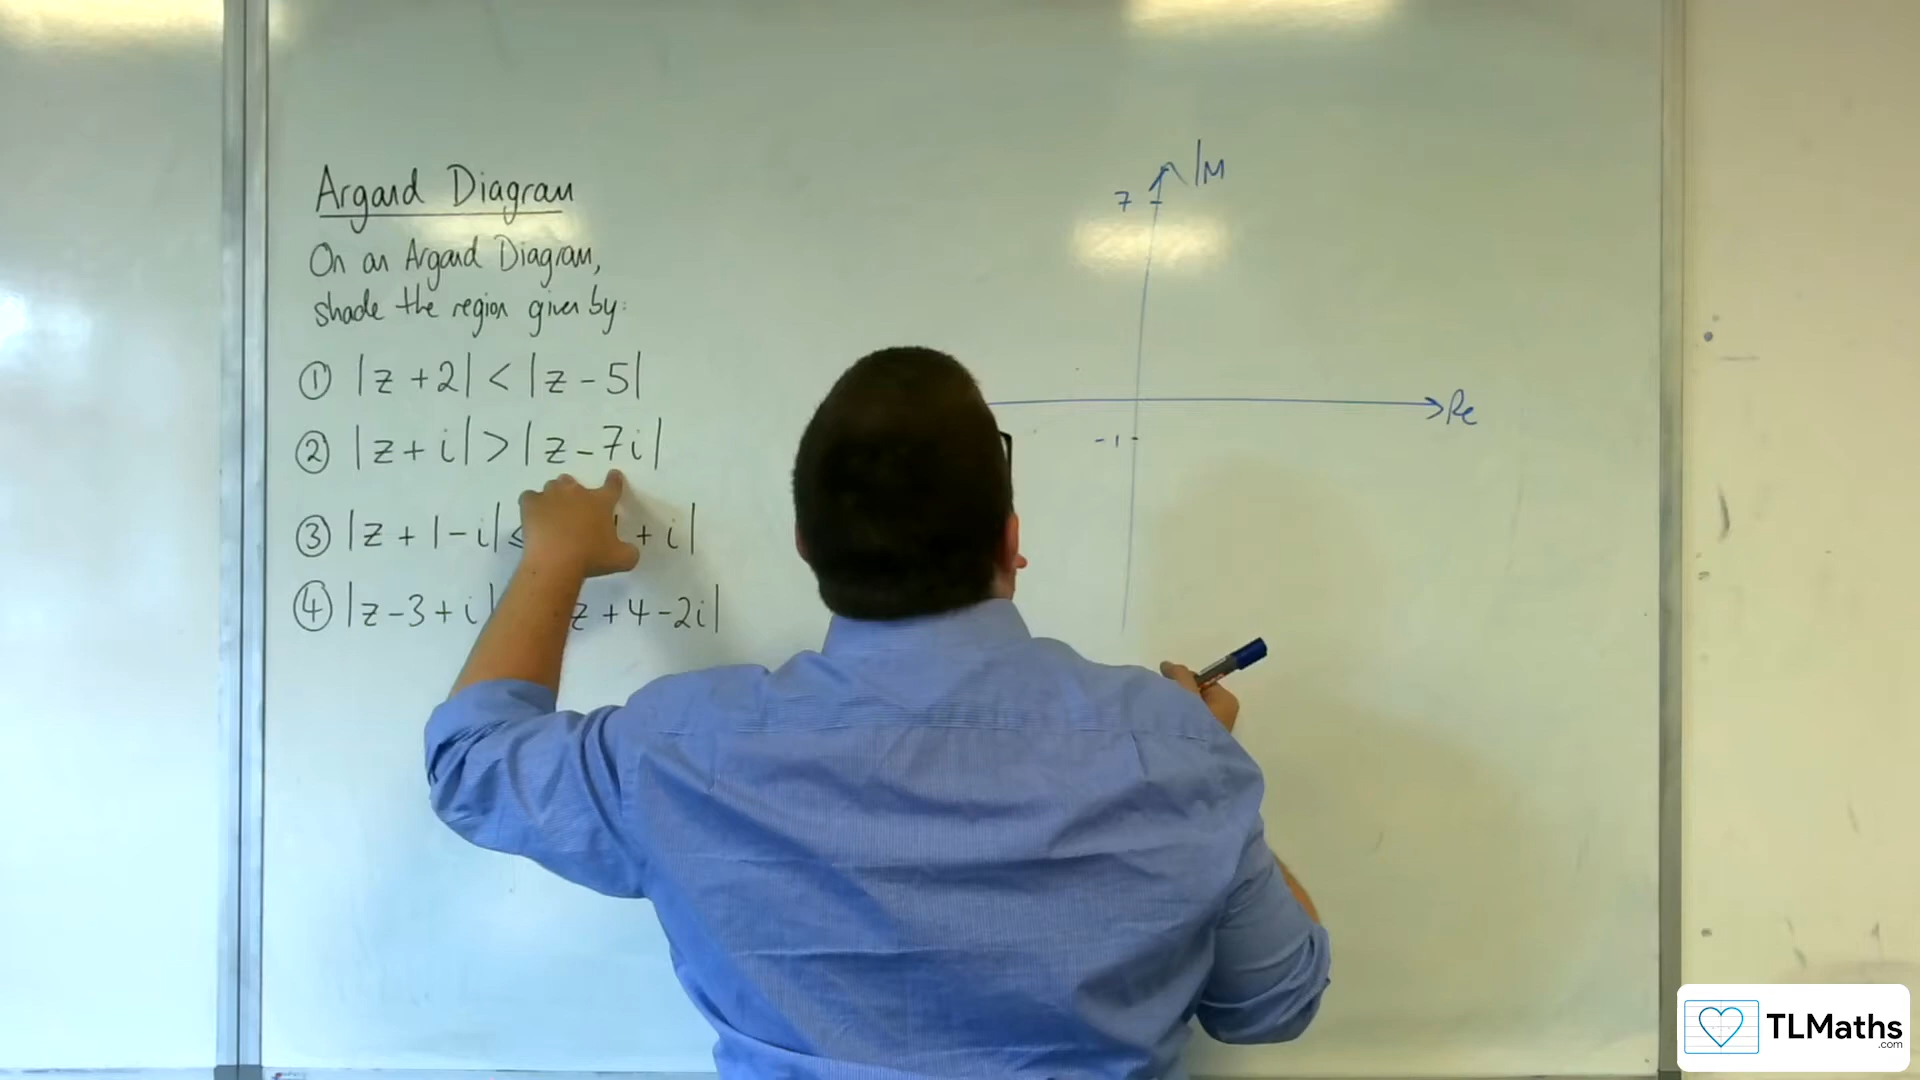 Argand Diagram
On an Argand Diagram,
shade the region given by:
① |z + 2| < |z - 5|
② |z + i| > |z - 7i|
③ |z + 1 - i| ≤ + i|
④ |z - 3 + i| z + 4 - 2i|
Im
7
Re
-1
TLMaths
.com